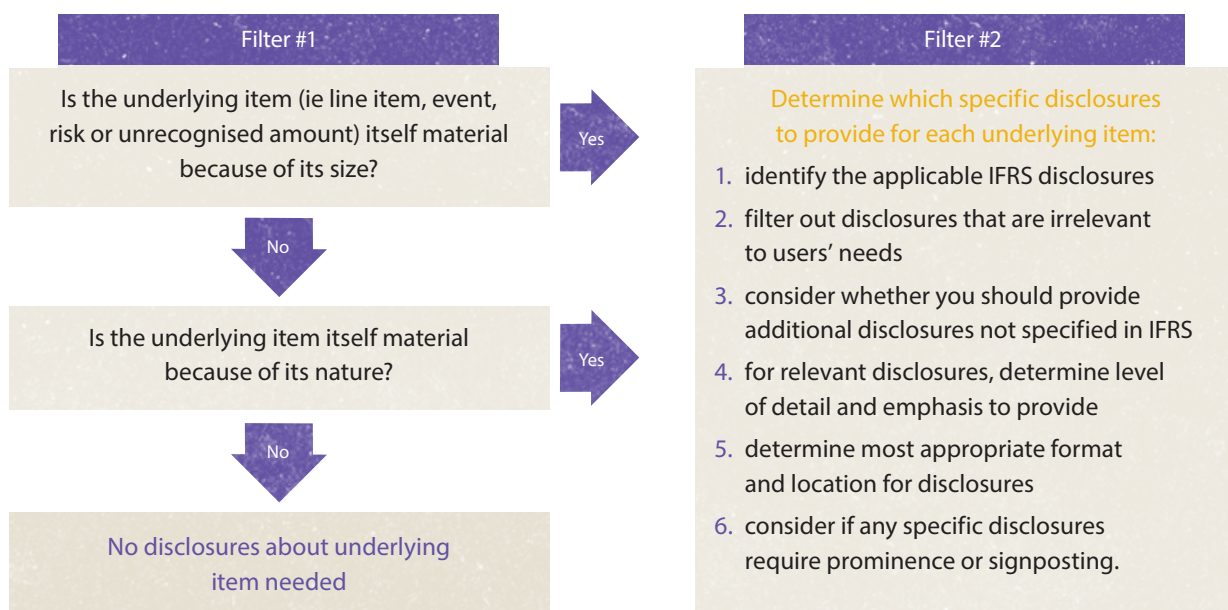 Filter #1
Is the underlying item (ie line item, event,
risk or unrecognised amount) itself material
because of its size?
Yes
No
Is the underlying item itself material
because of its nature?
Yes
No
No disclosures about underlying
item needed
Filter #2
Determine which specific disclosures
to provide for each underlying item:
1. identify the applicable IFRS disclosures
2. filter out disclosures that are irrelevant
to users’ needs
3. consider whether you should provide
additional disclosures not specified in IFRS
4. for relevant disclosures, determine level
of detail and emphasis to provide
5. determine most appropriate format
and location for disclosures
6. consider if any specific disclosures
require prominence or signposting.